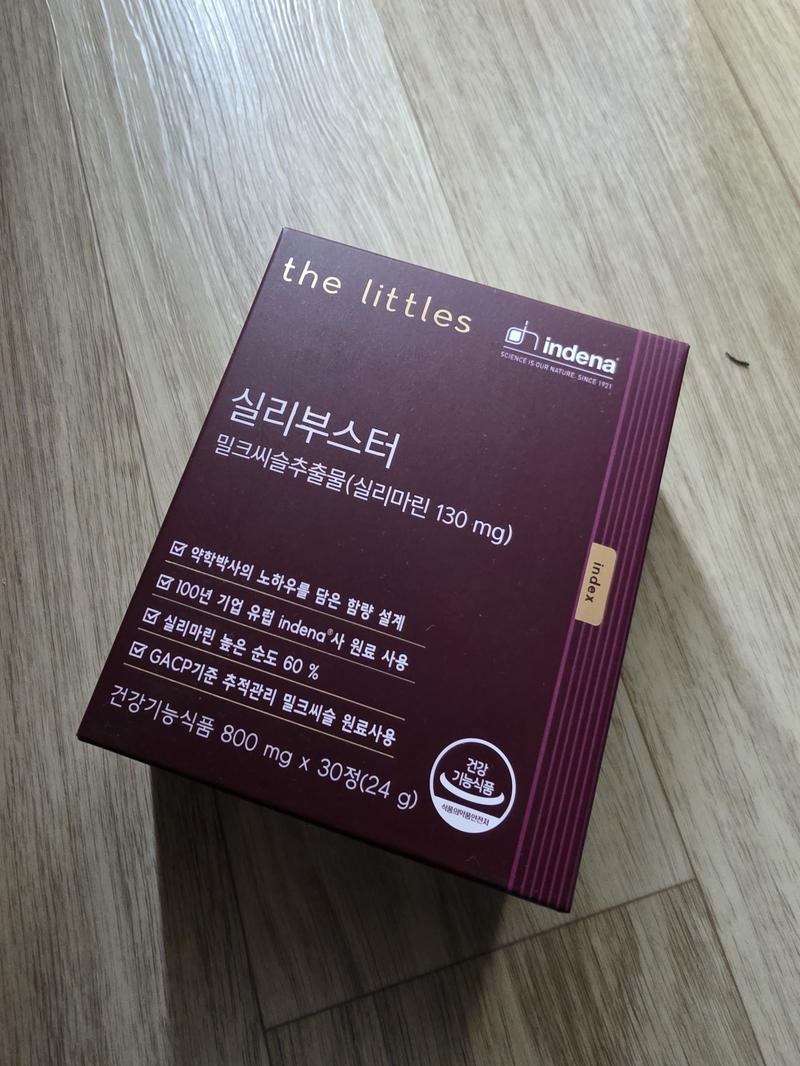 the littles
indena®
SCIENCE IS OUR NATURE. SINCE 1921
실리부스터
밀크씨슬추출물(실리마린 130 mg)
약학박사의 노하우를 담은 함량 설계
100년 기업 유럽 indena®사 원료 사용
실리마린 높은 순도 60 %
GACP기준 추적관리 밀크씨슬 원료사용
건강기능식품 800 mg x 30정(24 g)
건강
기능식품
식품의약품안전처
index